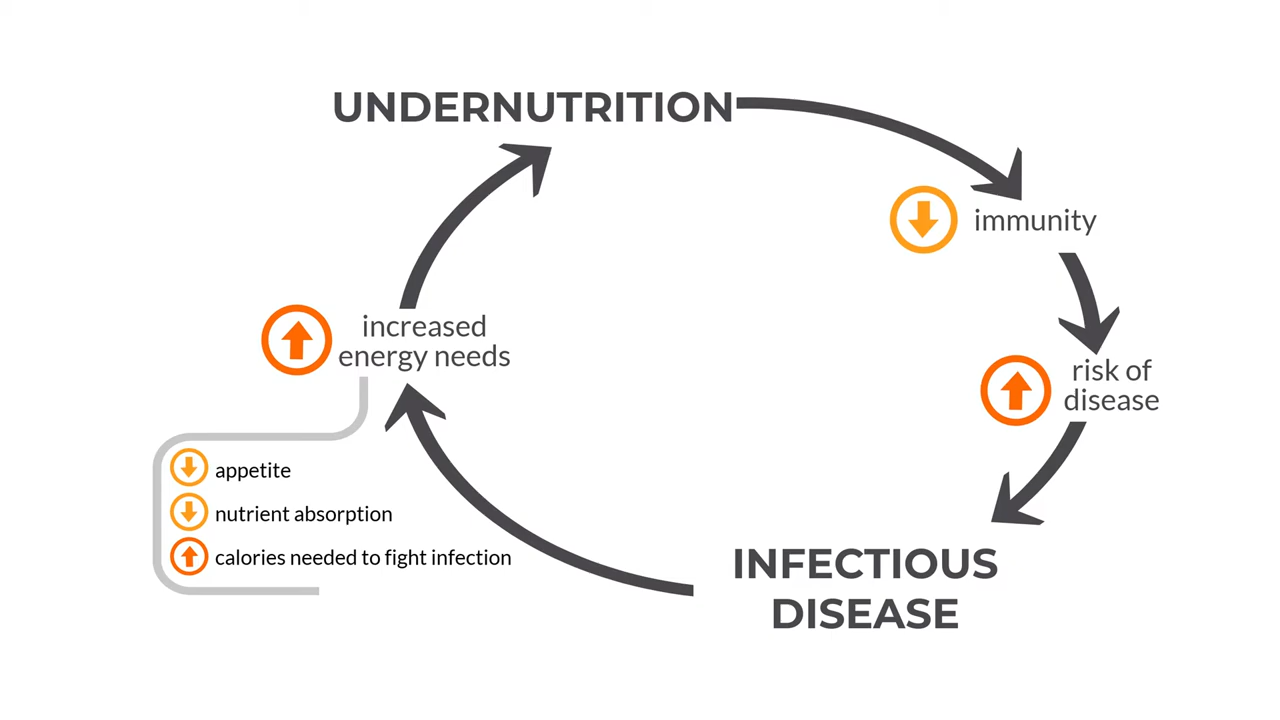 UNDERNUTRITION
immunity
risk of
disease
INFECTIOUS
DISEASE
increased
energy needs
appetite
nutrient absorption
calories needed to fight infection